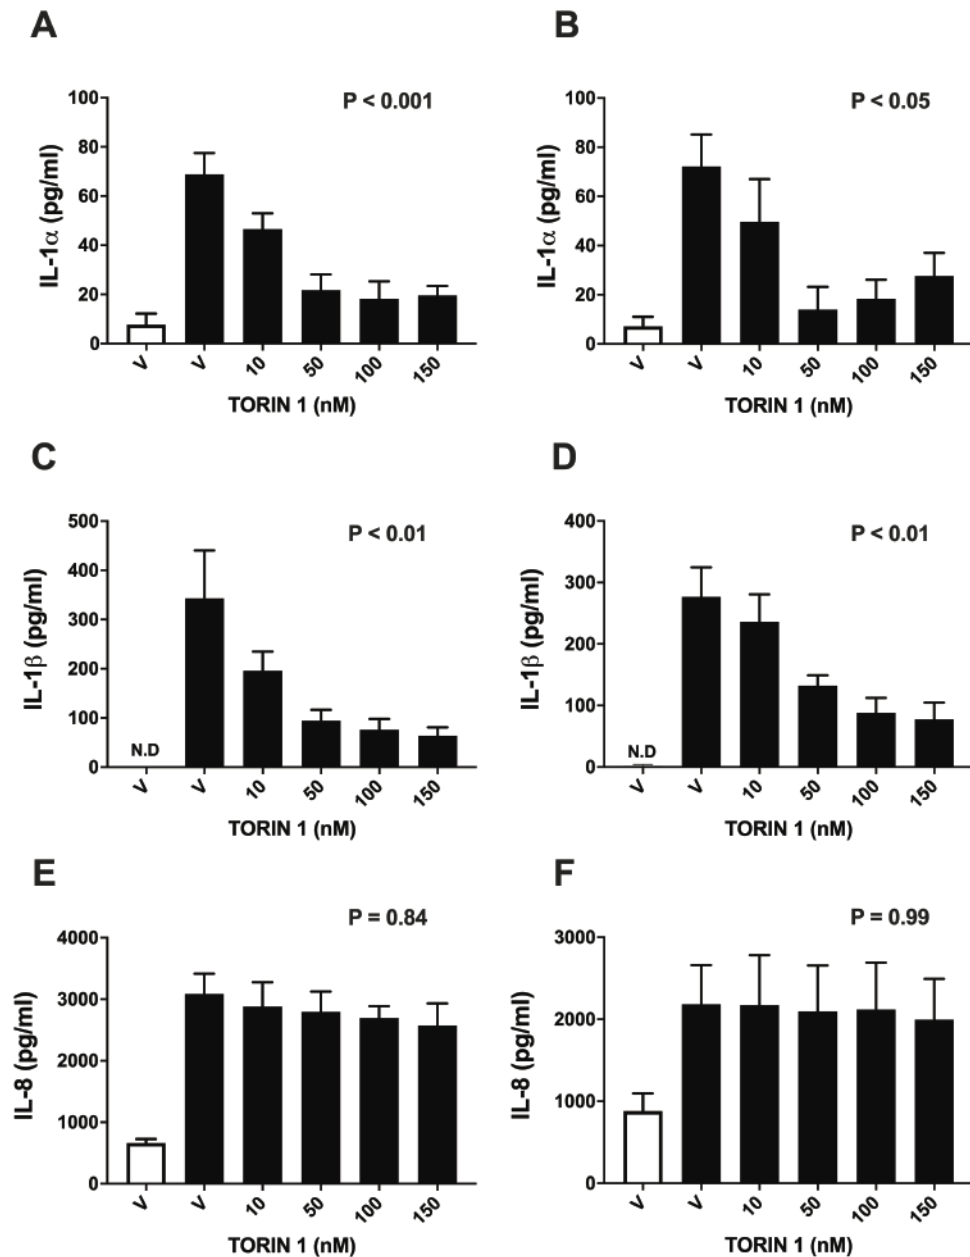 A
P < 0.001
IL-1α (pg/ml)
100
80
60
40
20
0
V
V
10
50
100
150
TORIN 1 (nM)
B
P < 0.05
IL-1α (pg/ml)
100
80
60
40
20
0
V
V
10
50
100
150
TORIN 1 (nM)
C
P < 0.01
IL-1β (pg/ml)
500
400
300
200
100
0
N.D
V
V
10
50
100
150
TORIN 1 (nM)
D
P < 0.01
IL-1β (pg/ml)
400
300
200
100
0
N.D
V
V
10
50
100
150
TORIN 1 (nM)
E
P = 0.84
IL-8 (pg/ml)
4000
3000
2000
1000
0
V
V
10
50
100
150
TORIN 1 (nM)
F
P = 0.99
IL-8 (pg/ml)
3000
2000
1000
0
V
V
10
50
100
150
TORIN 1 (nM)